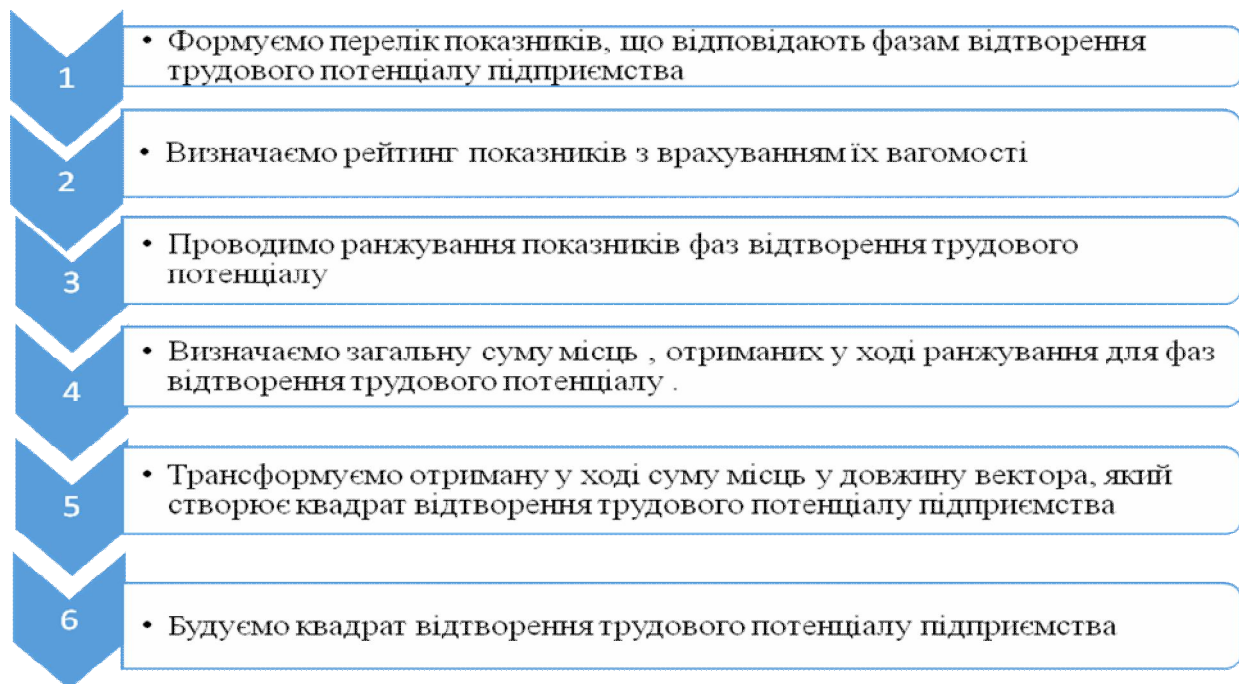 1
• Формуємо перелік показників, що відповідають фазам відтворення
трудового потенціалу підприємства
2
• Визначаємо рейтинг показників з врахуванням їх вагомості
3
• Проводимо ранжування показників фаз відтворення трудового
потенціалу
4
• Визначаємо загальну суму місць , отриманих у ході ранжування для фаз
відтворення трудового потенціалу .
5
• Трансформуємо отриману у ході суму місць у довжину вектора, який
створює квадрат відтворення трудового потенціалу підприємства
6
• Будуємо квадрат відтворення трудового потенціалу підприємства